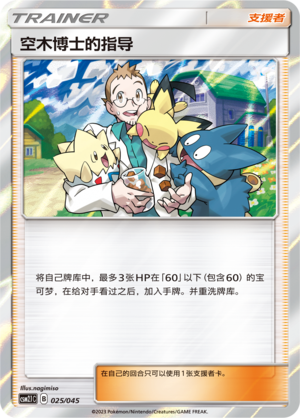 TRAINER
支援者
空木博士的指导
将自己牌库中，最多3张HP在「60」以下（包含60）的宝
可梦，在给对手看过之后，加入手牌。并重洗牌库。
在自己的回合只可以使用1张支援者卡。
Illus.nagimiso
025/045
©2023 Pokémon/Nintendo/Creatures/GAME FREAK.